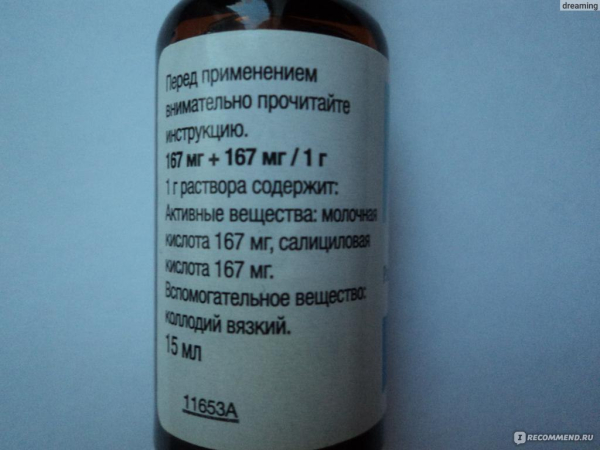 dreaming
Перед применением
внимательно прочитайте
инструкцию.
167 мг + 167 мг / 1 г
1 г раствора содержит:
Активные вещества: молочная
кислота 167 мг, салициловая
кислота 167 мг.
Вспомогательное вещество:
коллодий вязкий.
15 мл
11653A
IRECOMMEND.RU